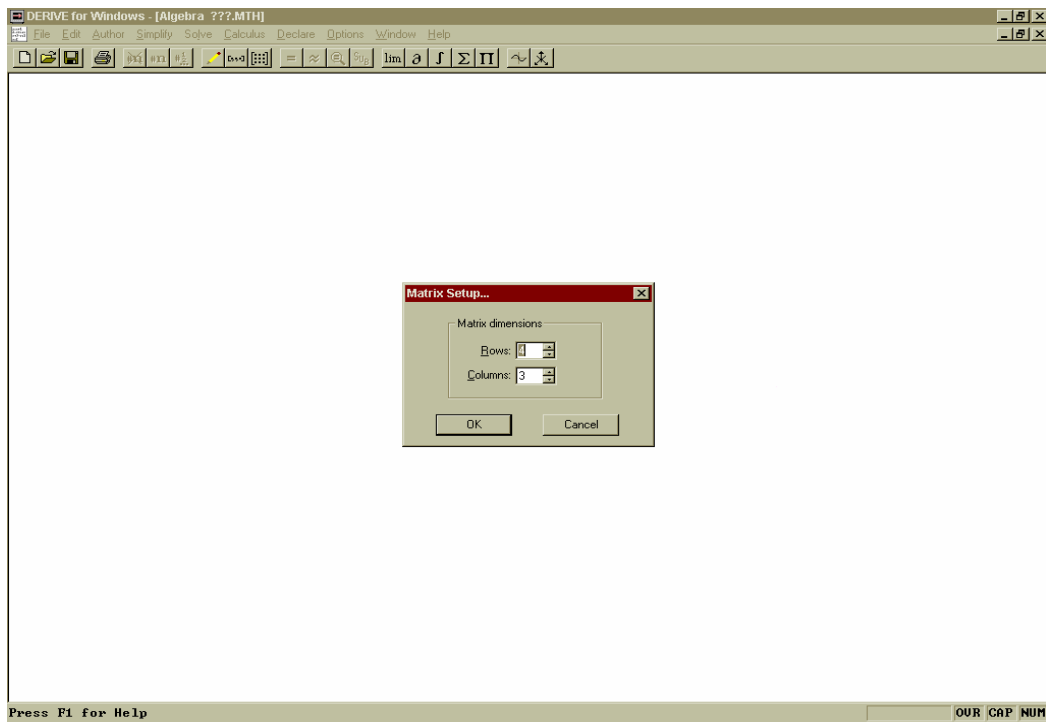 DERIVE for Windows - [Algebra ???.MTH]
File Edit Author Simplify Solve Calculus Declare Options Window Help
lim ∂ ∫ Σ Π
Matrix Setup...
Matrix dimensions
Rows: 4
Columns: 3
OK Cancel
Press F1 for Help OVR CAP NUM